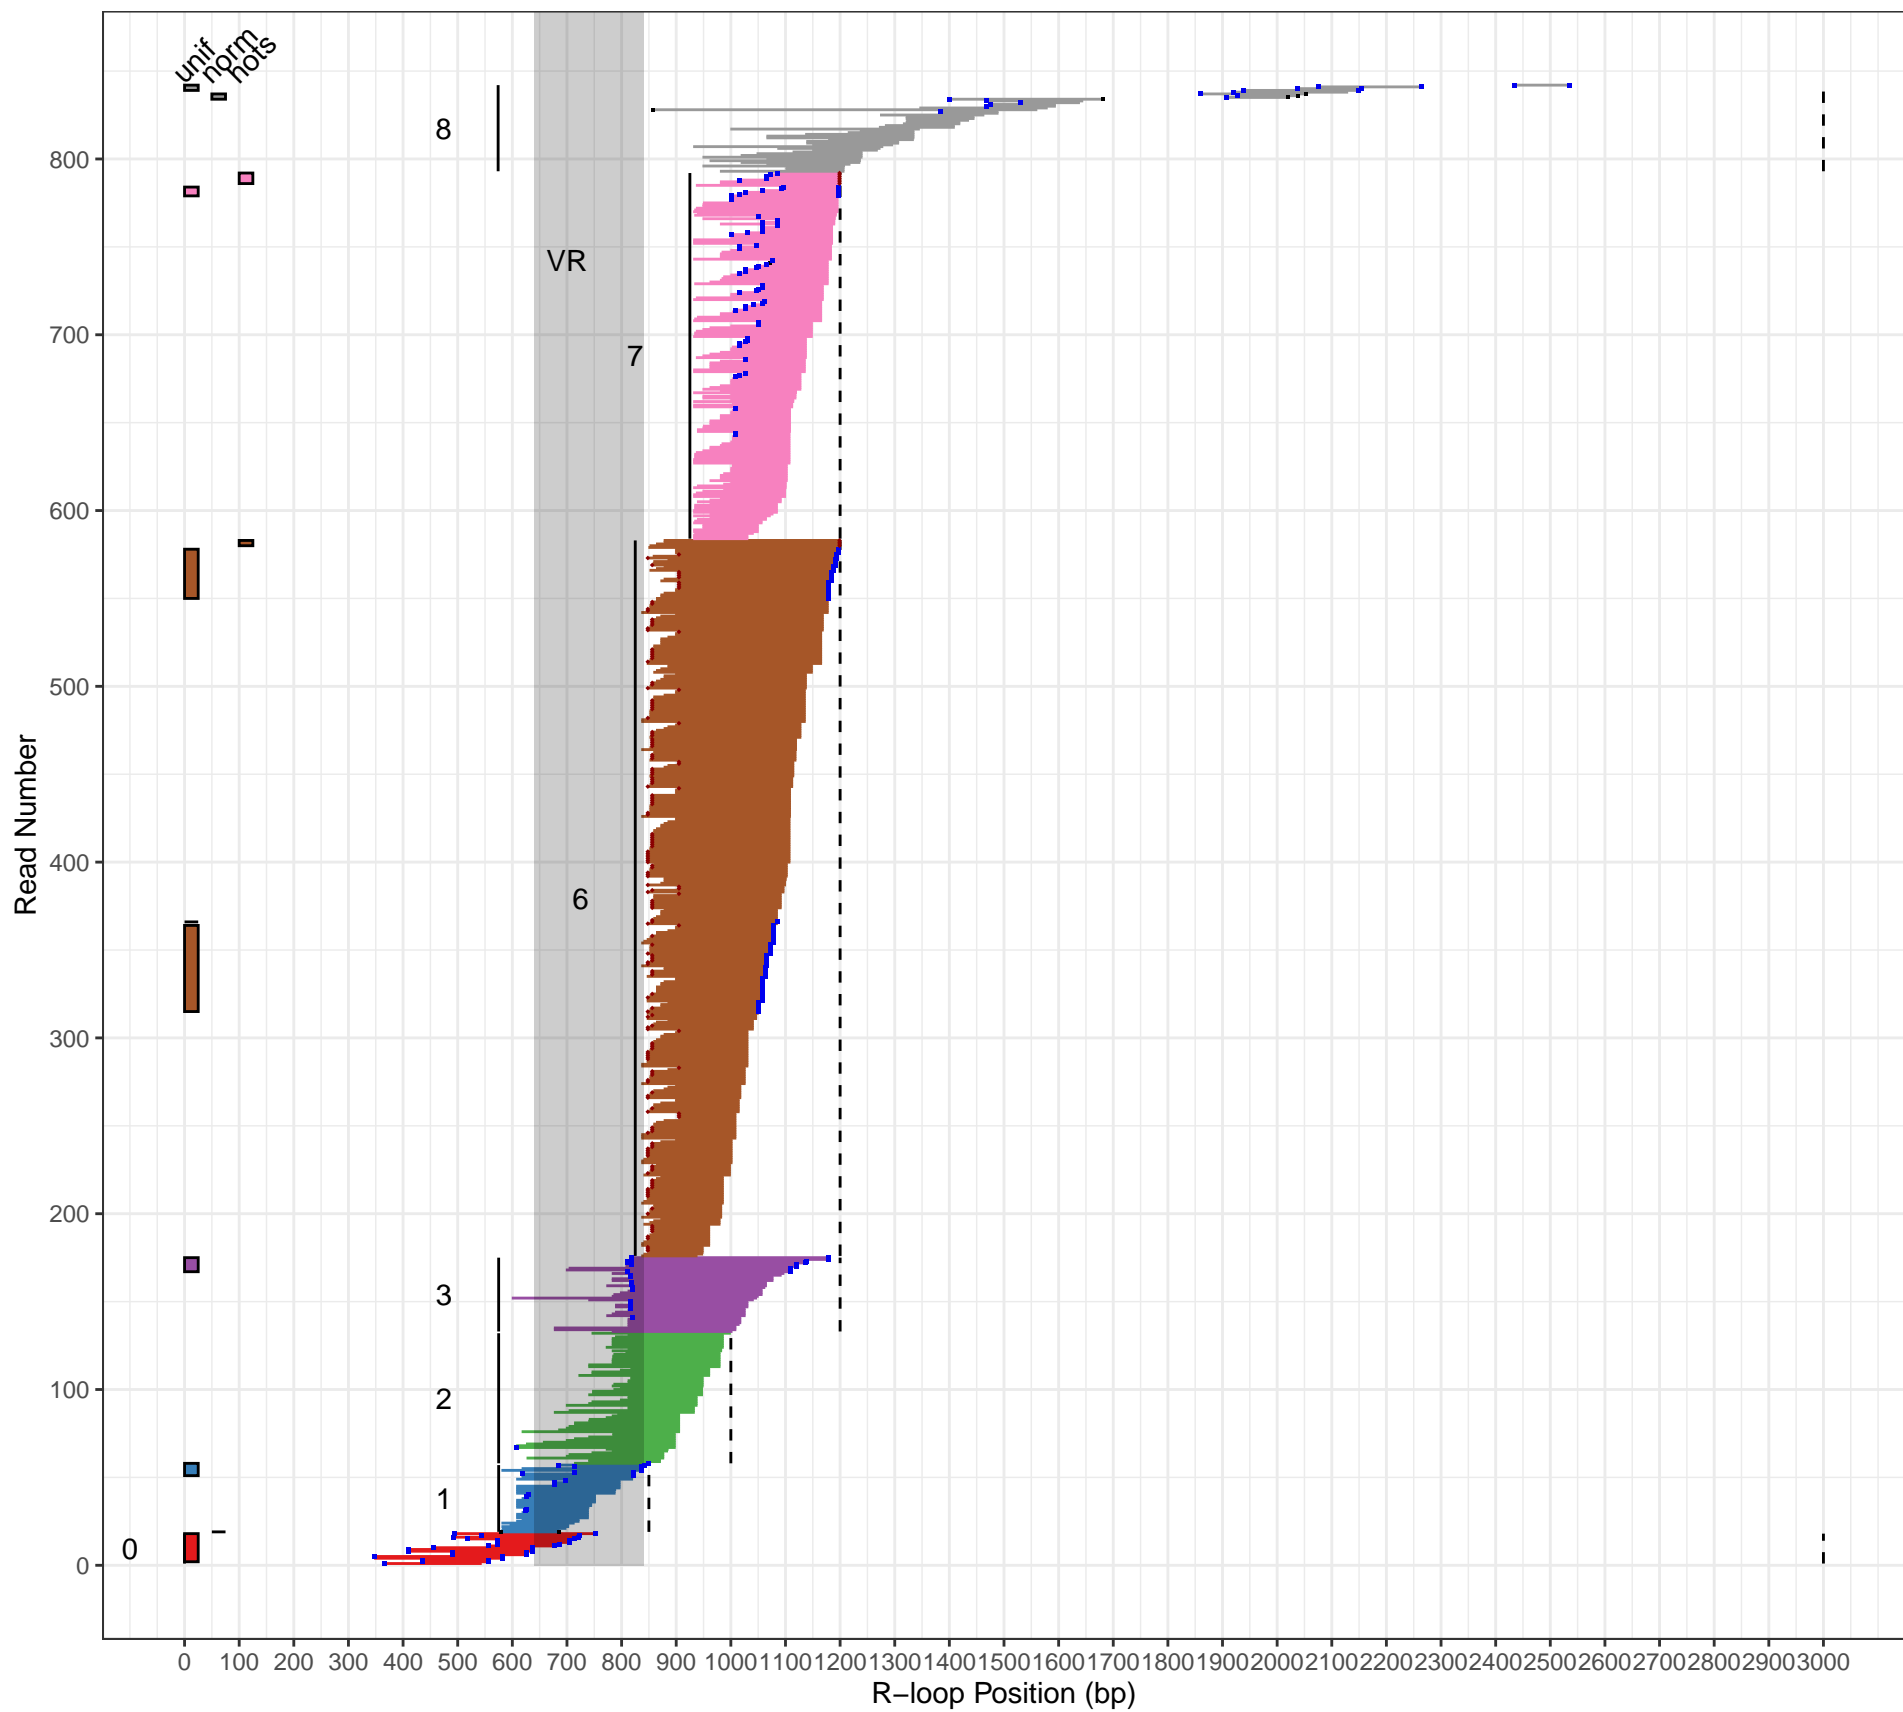 unif
norm
hots
8
800
VR
700
7
600
500
6
400
300
200
3
2
100
1
0
0
Read Number
0 100 200 300 400 500 600 700 800 900 1000 1100 1200 1300 1400 1500 1600 1700 1800 1900 2000 2100 2200 2300 2400 2500 2600 2700 2800 2900 3000
R−loop Position (bp)